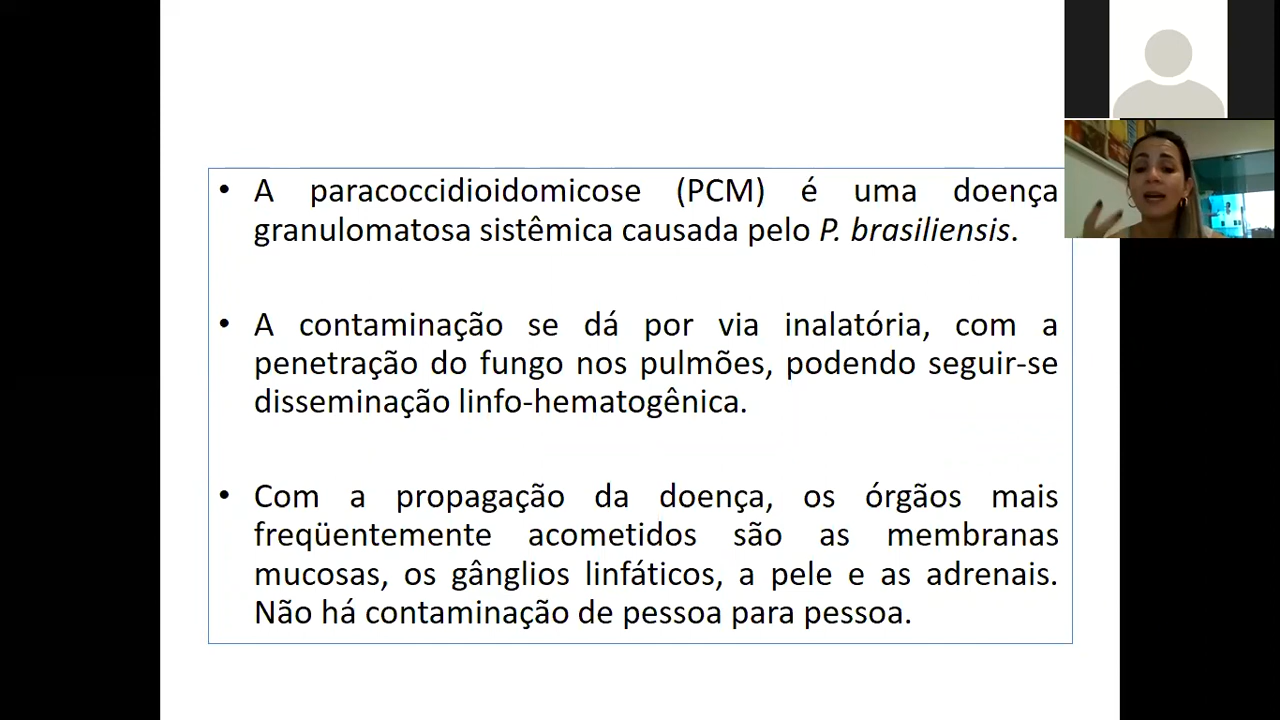 • A paracoccidioidomicose (PCM) é uma doença
granulomatosa sistêmica causada pelo P. brasiliensis.
• A contaminação se dá por via inalatória, com a
penetração do fungo nos pulmões, podendo seguir-se
disseminação linfo-hematogênica.
• Com a propagação da doença, os órgãos mais
freqüentemente acometidos são as membranas
mucosas, os gânglios linfáticos, a pele e as adrenais.
Não há contaminação de pessoa para pessoa.